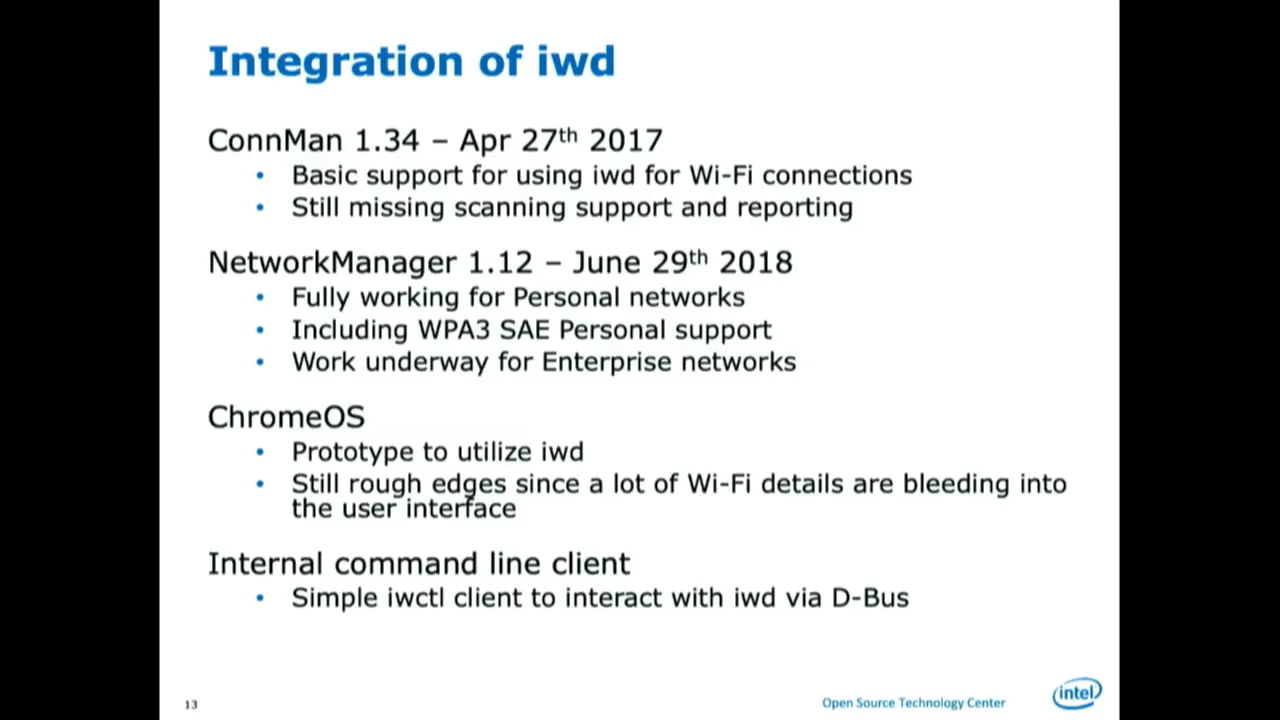 Integration of iwd
ConnMan 1.34 – Apr 27th 2017
• Basic support for using iwd for Wi-Fi connections
• Still missing scanning support and reporting
NetworkManager 1.12 – June 29th 2018
• Fully working for Personal networks
• Including WPA3 SAE Personal support
• Work underway for Enterprise networks
ChromeOS
• Prototype to utilize iwd
• Still rough edges since a lot of Wi-Fi details are bleeding into
the user interface
Internal command line client
• Simple iwctl client to interact with iwd via D-Bus
13
Open Source Technology Center
intel